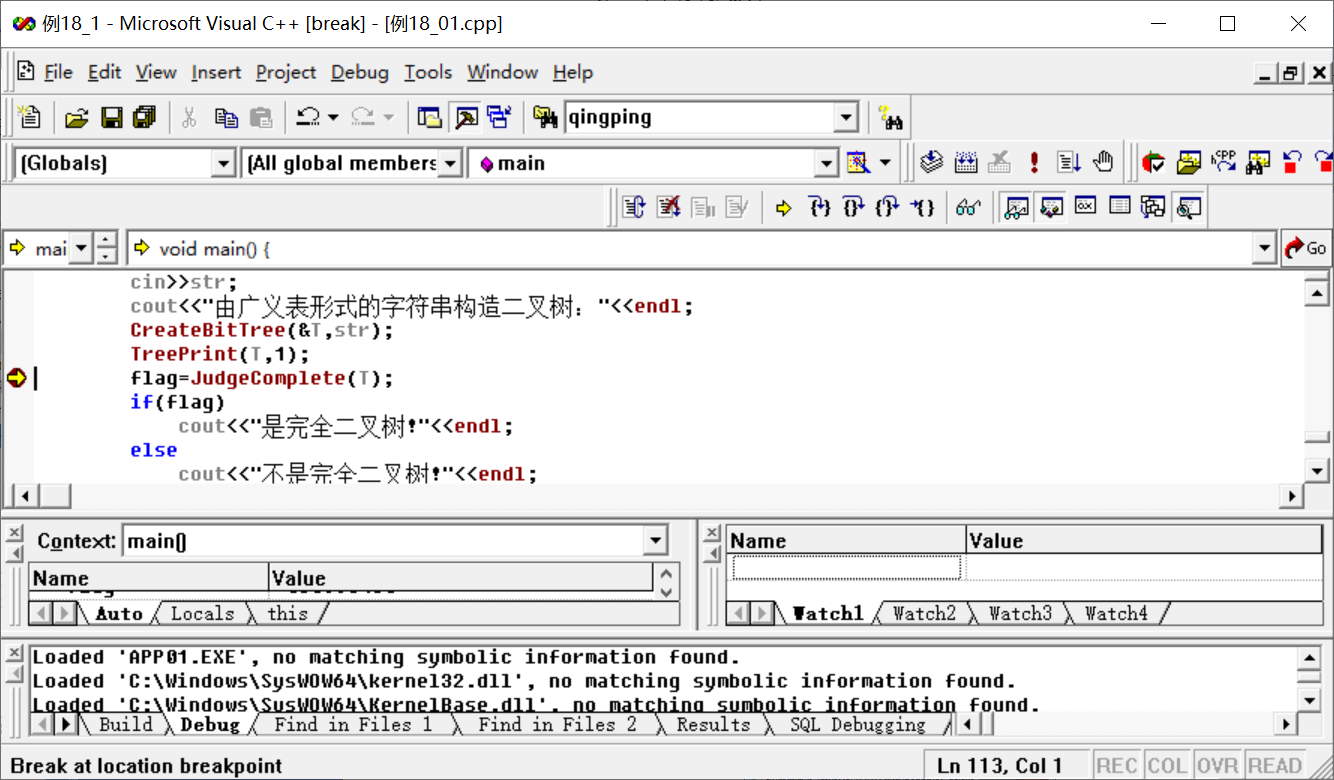 例18_1 - Microsoft Visual C++ [break] - [例18_01.cpp]
File Edit View Insert Project Debug Tools Window Help
qingping
(Globals) (All global members main
mai void main() { Go
cin>>str;
cout<<"由广义表形式的字符串构造二叉树："<<endl;
CreateBitTree(&T,str);
TreePrint(T,1);
flag=JudgeComplete(T);
if(flag)
cout<<"是完全二叉树!"<<endl;
else
cout<<"不是完全二叉树!"<<endl;
Context: main()
Name Value
Auto Locals this
Name Value
Watch1 Watch2 Watch3 Watch4
Loaded 'APP01.EXE', no matching symbolic information found.
Loaded 'C:\Windows\SysWOW64\kernel32.dll', no matching symbolic information found.
Loaded 'C:\Windows\SysWOW64\KernelBase.dll', no matching symbolic information found.
Build Debug Find in Files 1 Find in Files 2 Results SQL Debugging
Break at location breakpoint Ln 113, Col 1 REC COL OVR READ